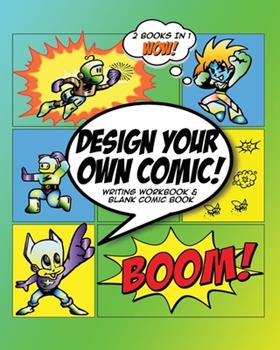 2 BOOKS IN 1
WOW!
DESIGN YOUR
OWN COMIC!
WRITING WORKBOOK &
BLANK COMIC BOOK
BOOM!